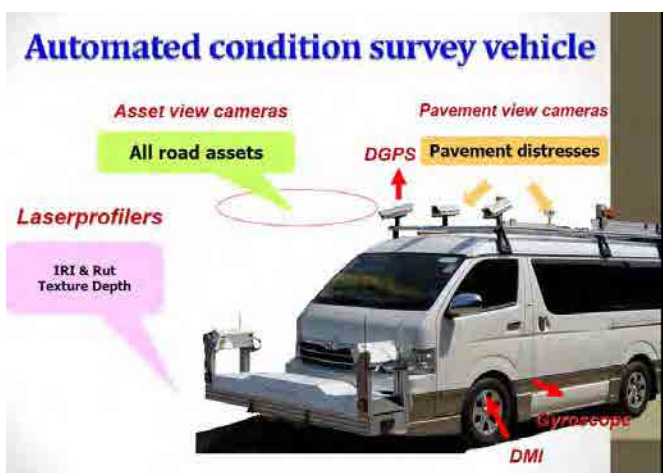 Automated condition survey vehicle
Asset view cameras
Pavement view cameras
All road assets
DGPS
Pavement distresses
Laserprofilers
IRI & Rut
Texture Depth
Gyroscope
DMI